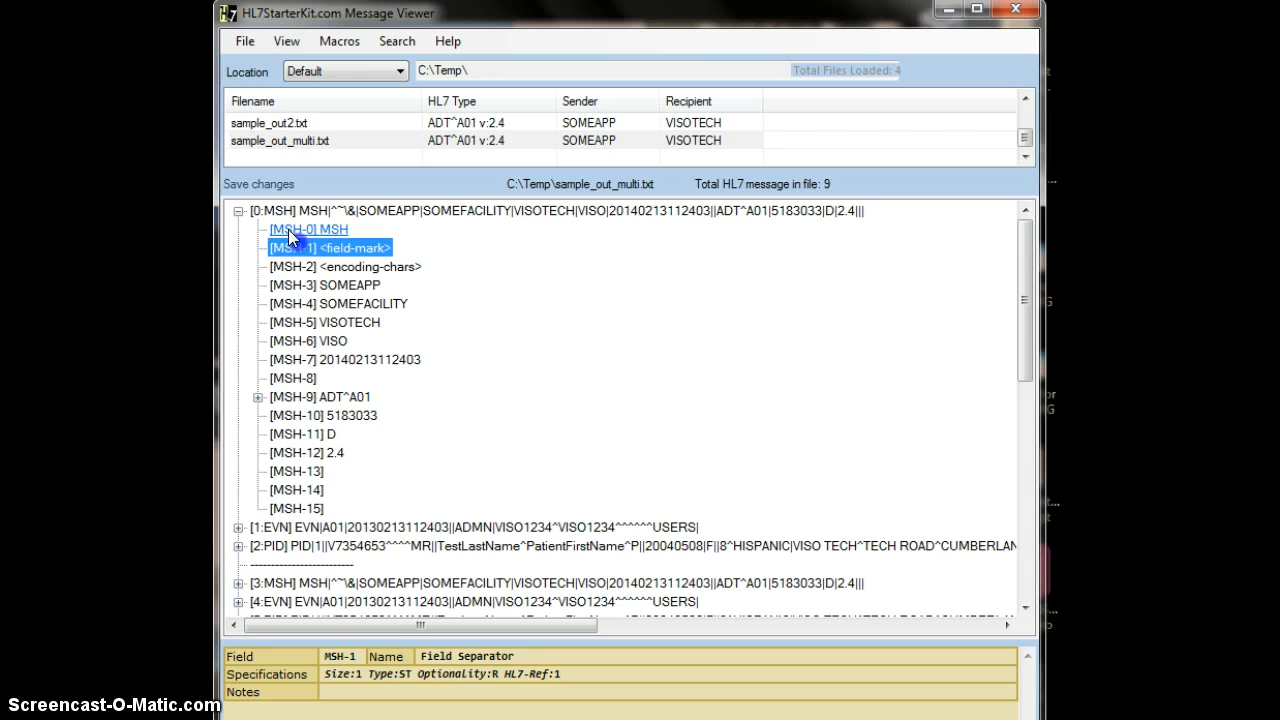 HL7StarterKit.com Message Viewer
File View Macros Search Help
Location Default C:\Temp\ Total Files Loaded: 4
Filename HL7 Type Sender Recipient
sample_out2.txt ADT^A01 v:2.4 SOMEAPP VISOTECH
sample_out_multi.txt ADT^A01 v:2.4 SOMEAPP VISOTECH
Save changes C:\Temp\sample_out_multi.txt Total HL7 message in file: 9
[0:MSH] MSH|^~\&|SOMEAPP|SOMEFACILITY|VISOTECH|VISO|20140213112403||ADT^A01|5183033|D|2.4|||
[MSH-0] MSH
[MSH-1] <field-mark>
[MSH-2] <encoding-chars>
[MSH-3] SOMEAPP
[MSH-4] SOMEFACILITY
[MSH-5] VISOTECH
[MSH-6] VISO
[MSH-7] 20140213112403
[MSH-8]
[MSH-9] ADT^A01
[MSH-10] 5183033
[MSH-11] D
[MSH-12] 2.4
[MSH-13]
[MSH-14]
[MSH-15]
[1:EVN] EVN|A01|20130213112403||ADMN|VISO1234^VISO1234^^^^^^USERS|
[2:PID] PID|1||V7354653^^^^MR||TestLastName^PatientFirstName^P||20040508|F||8^HISPANIC|VISO TECH^TECH ROAD^CUMBERLAN
-------------------------
[3:MSH] MSH|^~\&|SOMEAPP|SOMEFACILITY|VISOTECH|VISO|20140213112403||ADT^A01|5183033|D|2.4|||
[4:EVN] EVN|A01|20130213112403||ADMN|VISO1234^VISO1234^^^^^^USERS|
Field MSH-1 Name Field Separator
Specifications Size:1 Type:ST Optionality:R HL7-Ref:1
Notes
Screencast-O-Matic.com